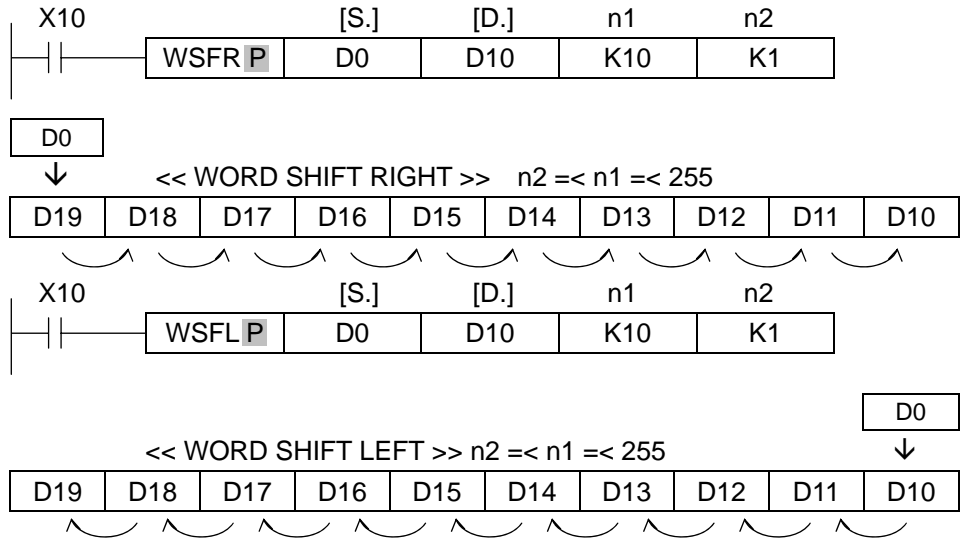 X10 [S.] [D.] n1 n2
WSFR P D0 D10 K10 K1
D0
<< WORD SHIFT RIGHT >> n2 =< n1 =< 255
D19 D18 D17 D16 D15 D14 D13 D12 D11 D10
X10 [S.] [D.] n1 n2
WSFL P D0 D10 K10 K1
D0
<< WORD SHIFT LEFT >> n2 =< n1 =< 255
D19 D18 D17 D16 D15 D14 D13 D12 D11 D10